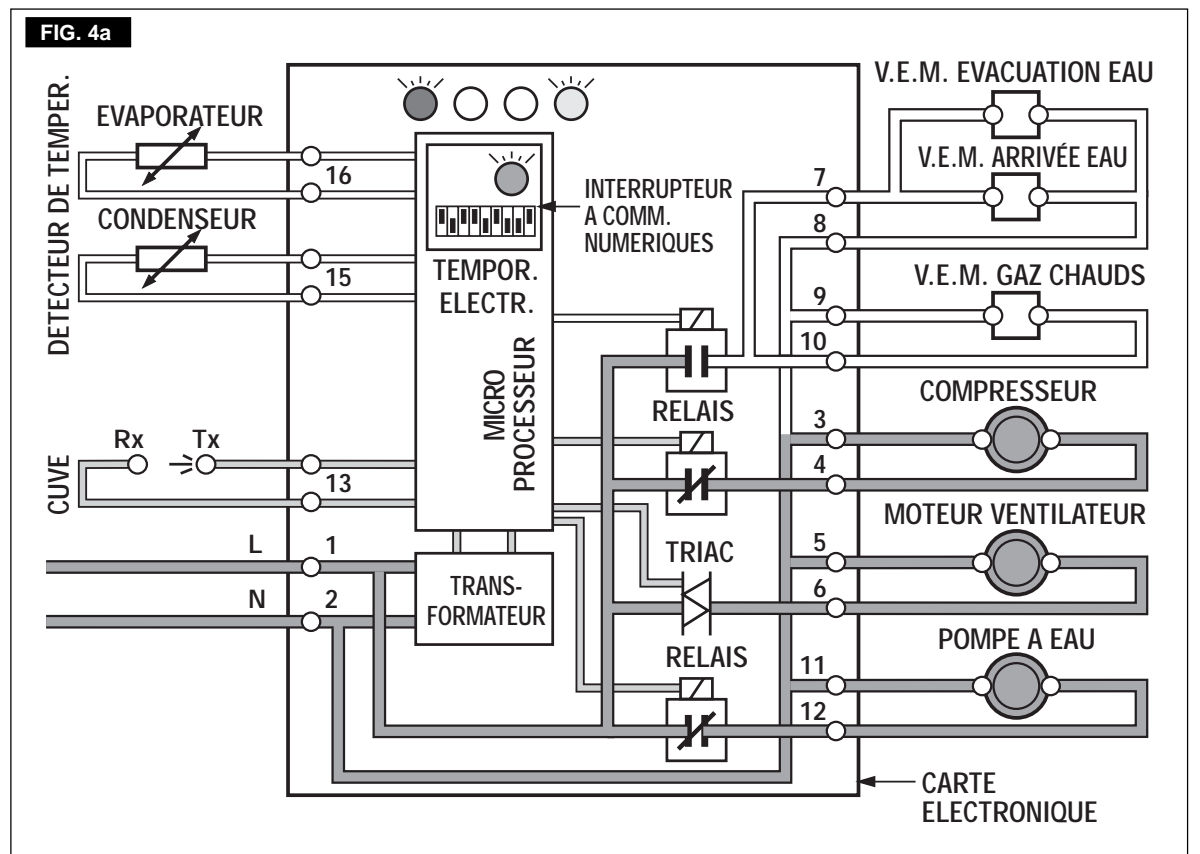 FIG. 4a
DETECTEUR DE TEMPER.
EVAPORATEUR
16
CONDENSEUR
15
CUVE
Rx
Tx
13
L
1
N
2
INTERRUPTEUR
A COMM.
NUMERIQUES
TEMPOR.
ELECTR.
MICRO
PROCESSEUR
TRANS-
FORMATEUR
RELAIS
TRIAC
RELAIS
V.E.M. EVACUATION EAU
V.E.M. ARRIVÉE EAU
7
8
V.E.M. GAZ CHAUDS
9
10
COMPRESSEUR
3
4
MOTEUR VENTILATEUR
5
6
POMPE A EAU
11
12
CARTE
ELECTRONIQUE